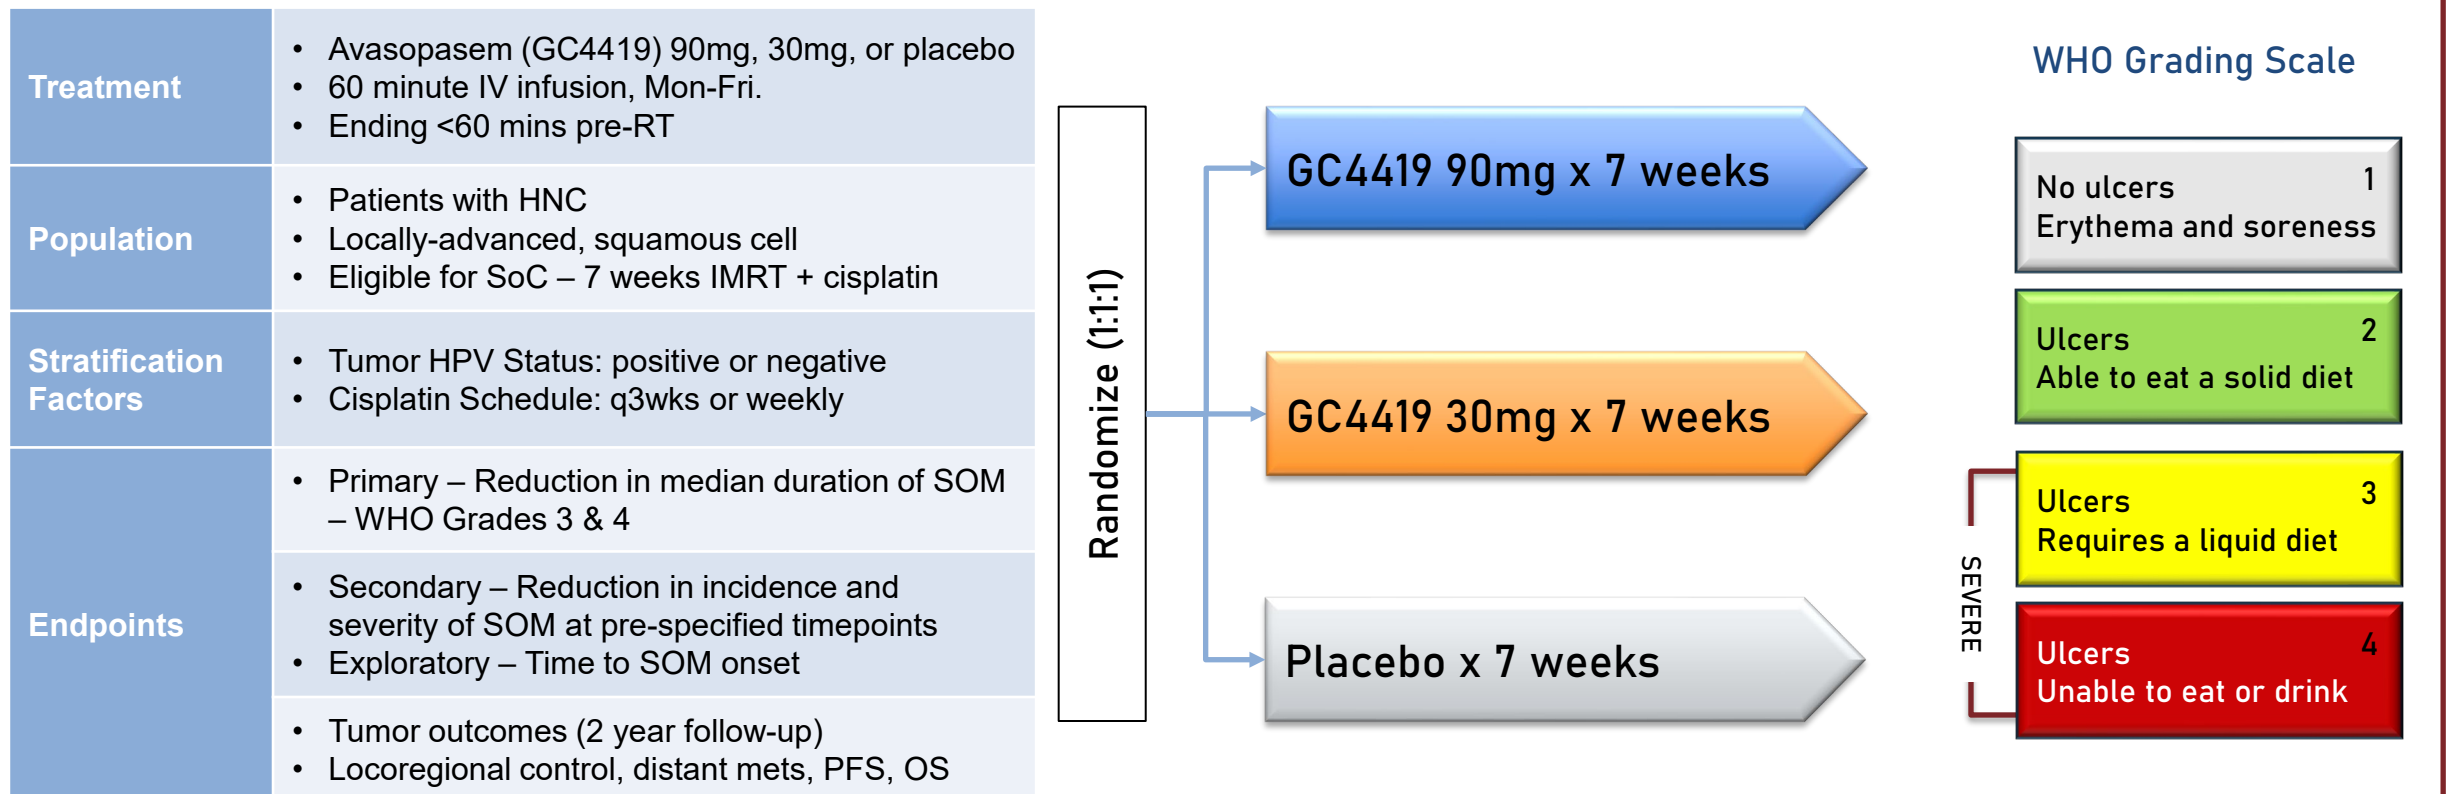 Treatment
• Avasopasem (GC4419) 90mg, 30mg, or placebo
• 60 minute IV infusion, Mon-Fri.
• Ending <60 mins pre-RT
Population
• Patients with HNC
• Locally-advanced, squamous cell
• Eligible for SoC – 7 weeks IMRT + cisplatin
Stratification
Factors
• Tumor HPV Status: positive or negative
• Cisplatin Schedule: q3wks or weekly
Endpoints
• Primary – Reduction in median duration of SOM
– WHO Grades 3 & 4
• Secondary – Reduction in incidence and
severity of SOM at pre-specified timepoints
• Exploratory – Time to SOM onset
• Tumor outcomes (2 year follow-up)
• Locoregional control, distant mets, PFS, OS
Randomize (1:1:1)
GC4419 90mg x 7 weeks
GC4419 30mg x 7 weeks
Placebo x 7 weeks
WHO Grading Scale
1
No ulcers
Erythema and soreness
2
Ulcers
Able to eat a solid diet
3
Ulcers
Requires a liquid diet
4
Ulcers
Unable to eat or drink
SEVERE